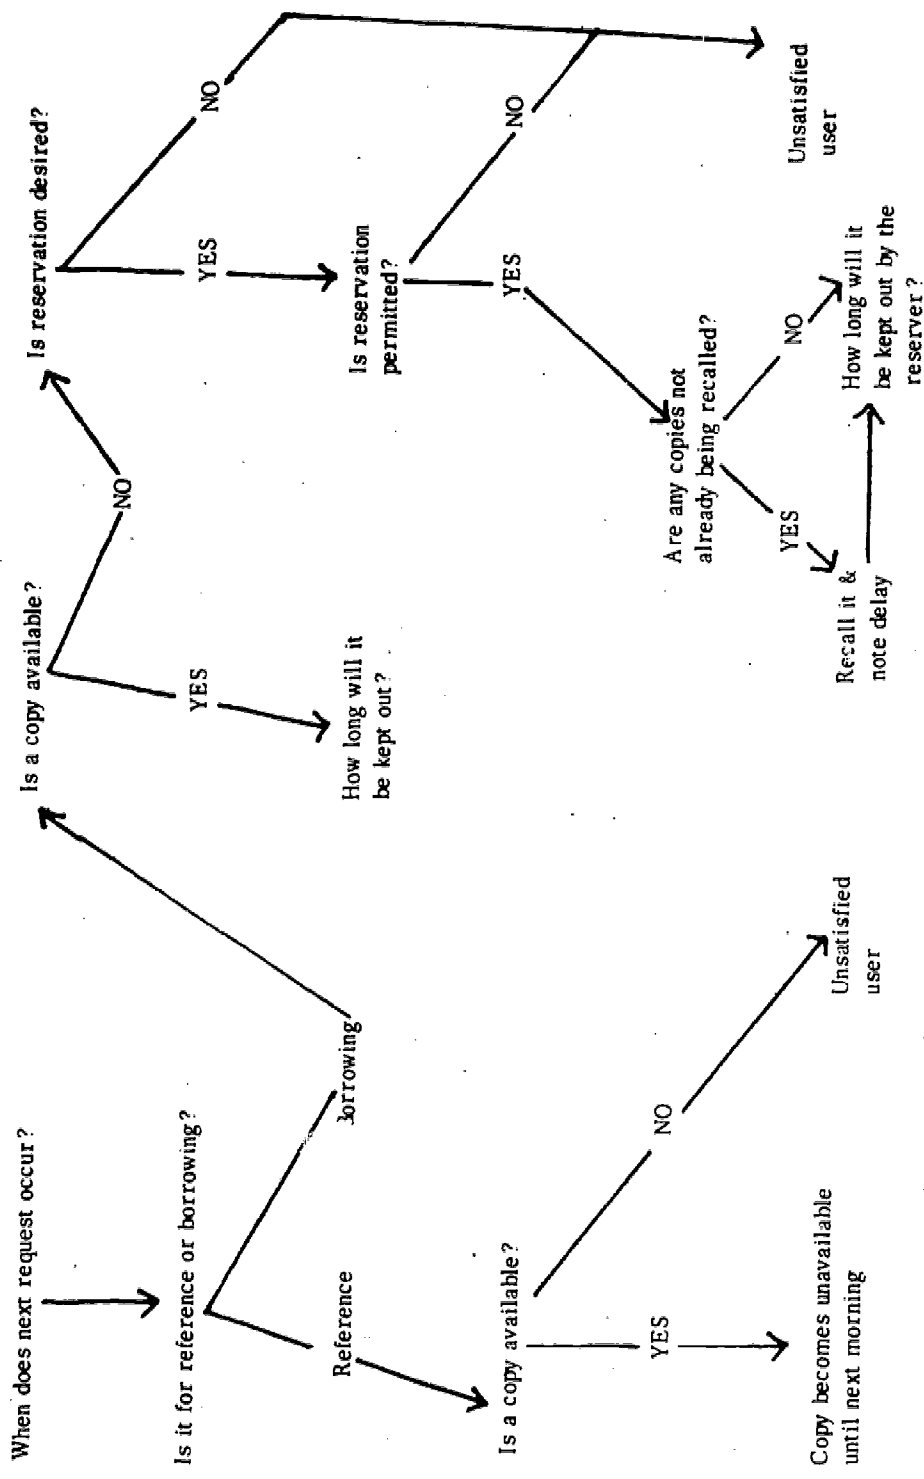 When does next request occur?
Is it for reference or borrowing?
Reference
borrowing
Is a copy available?
YES
NO
Copy becomes unavailable
until next morning
Unsatisfied
user
Is a copy available?
YES
NO
How long will it
be kept out?
Is reservation desired?
YES
NO
Is reservation
permitted?
YES
NO
Are any copies not
already being recalled?
YES
NO
Recall it &
note delay
How long will it
be kept out by the
reserver?
Unsatisfied
user